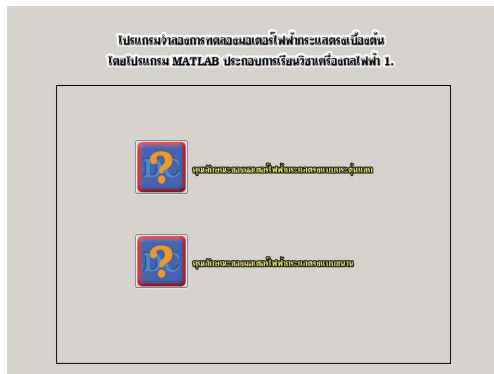 โปรแกรมจำลองการทดลองมอเตอร์ไฟฟ้ากระแสตรงเบื้องต้น
โดยโปรแกรม MATLAB ประกอบการเรียนวิชาเครื่องกลไฟฟ้า 1.
DC ?
คุณลักษณะของมอเตอร์ไฟฟ้ากระแสตรงแบบกระตุ้นแยก
DC ?
คุณลักษณะของมอเตอร์ไฟฟ้ากระแสตรงแบบขนาน